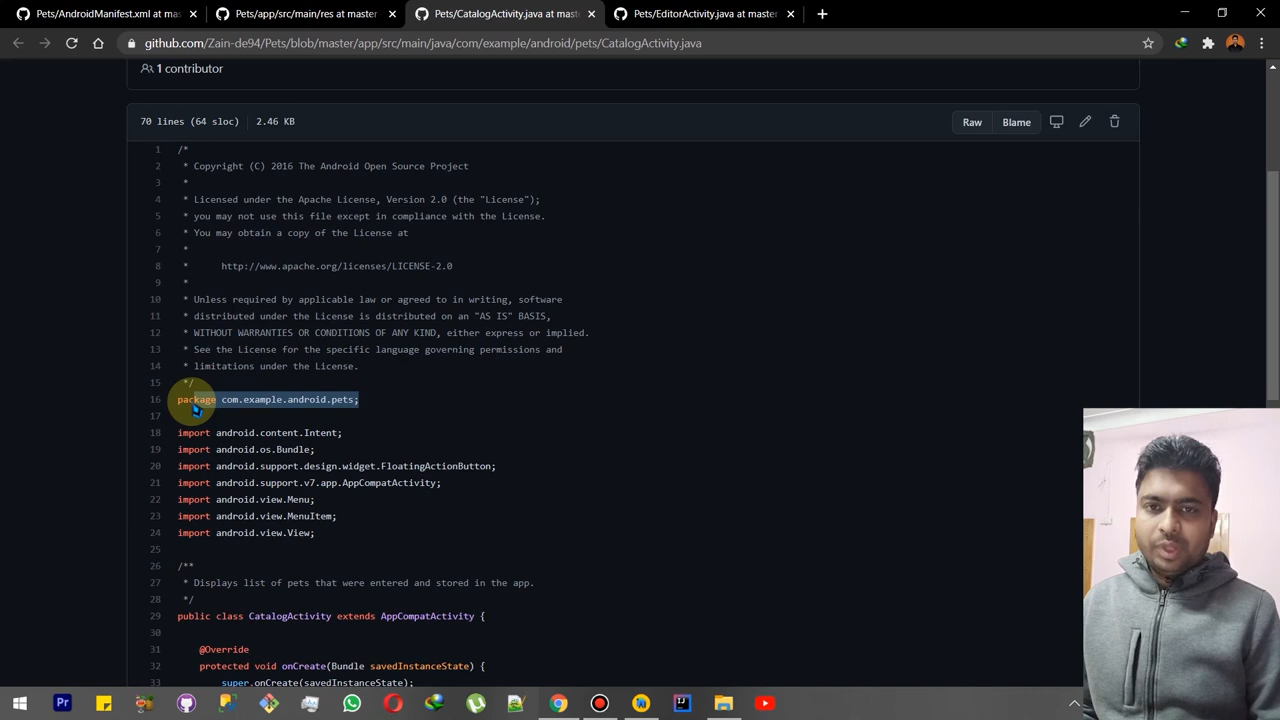 Pets/AndroidManifest.xml at mas
Pets/app/src/main/res at master
Pets/CatalogActivity.java at mast
Pets/EditorActivity.java at master
github.com/Zain-de94/Pets/blob/master/app/src/main/java/com/example/android/pets/CatalogActivity.java
1 contributor
70 lines (64 sloc) 2.46 KB
Raw Blame
1 /*
2 * Copyright (C) 2016 The Android Open Source Project
3 *
4 * Licensed under the Apache License, Version 2.0 (the "License");
5 * you may not use this file except in compliance with the License.
6 * You may obtain a copy of the License at
7 *
8 * http://www.apache.org/licenses/LICENSE-2.0
9 *
10 * Unless required by applicable law or agreed to in writing, software
11 * distributed under the License is distributed on an "AS IS" BASIS,
12 * WITHOUT WARRANTIES OR CONDITIONS OF ANY KIND, either express or implied.
13 * See the License for the specific language governing permissions and
14 * limitations under the License.
15 */
16 package com.example.android.pets;
17
18 import android.content.Intent;
19 import android.os.Bundle;
20 import android.support.design.widget.FloatingActionButton;
21 import android.support.v7.app.AppCompatActivity;
22 import android.view.Menu;
23 import android.view.MenuItem;
24 import android.view.View;
25
26 /**
27 * Displays list of pets that were entered and stored in the app.
28 */
29 public class CatalogActivity extends AppCompatActivity {
30
31 @Override
32 protected void onCreate(Bundle savedInstanceState) {
33 super.onCreate(savedInstanceState);
Pr